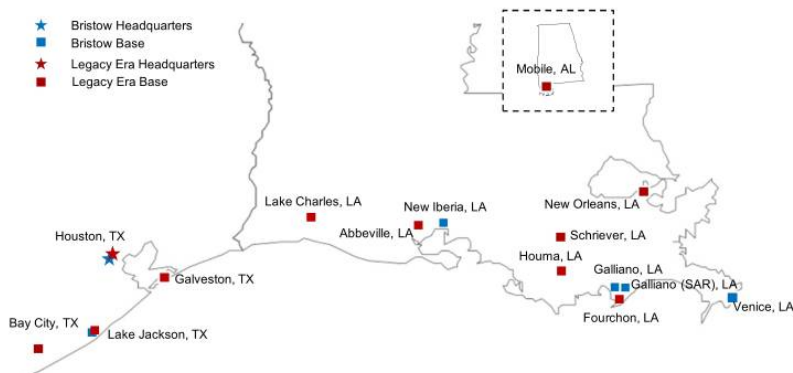 Bristow Headquarters
Bristow Base
Legacy Era Headquarters
Legacy Era Base
Mobile, AL
Lake Charles, LA
New Iberia, LA
New Orleans, LA
Abbeville, LA
Houston, TX
Schriever, LA
Houma, LA
Galliano, LA
Galveston, TX
Galliano (SAR), LA
Venice, LA
Fourchon, LA
Bay City, TX
Lake Jackson, TX